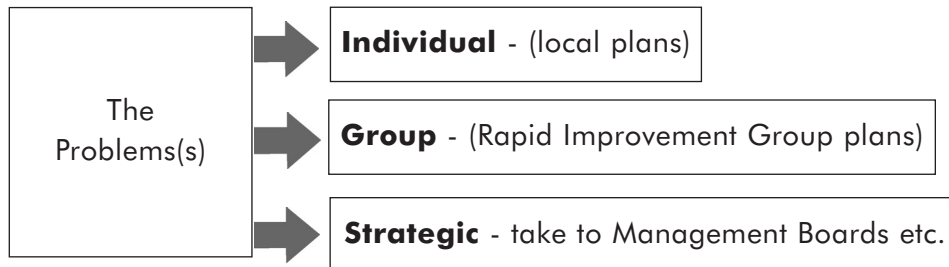 The
Problems(s)
Individual - (local plans)
Group - (Rapid Improvement Group plans)
Strategic - take to Management Boards etc.